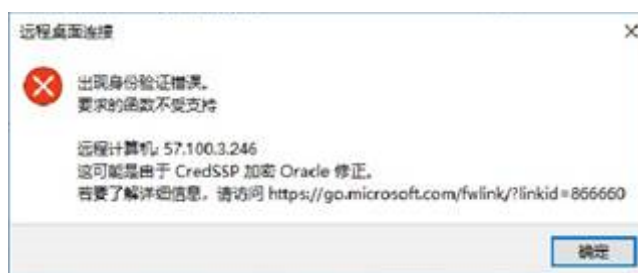 远程桌面连接
出现身份验证错误。
要求的函数不受支持
远程计算机: 57.100.3.246
这可能是由于 CredSSP 加密 Oracle 修正。
若要了解详细信息，请访问 https://go.microsoft.com/fwlink/?linkid=866660
确定